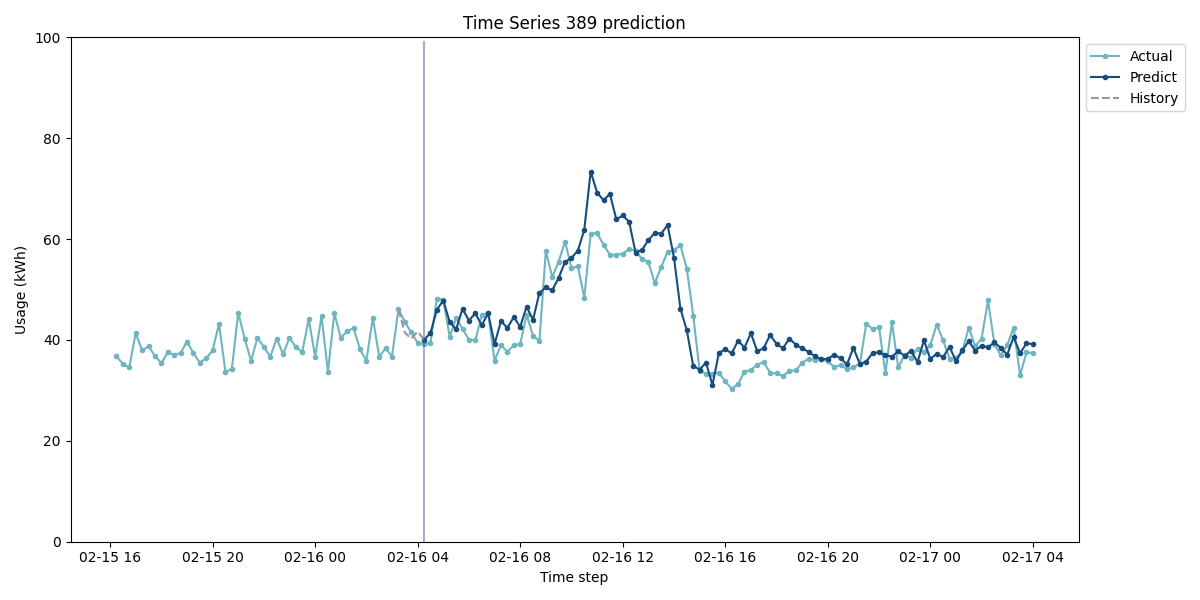 Time Series 389 prediction
100
80
60
40
20
0
Usage (kWh)
02-15 16 02-15 20 02-16 00 02-16 04 02-16 08 02-16 12 02-16 16 02-16 20 02-17 00 02-17 04
Time step
Actual
Predict
History